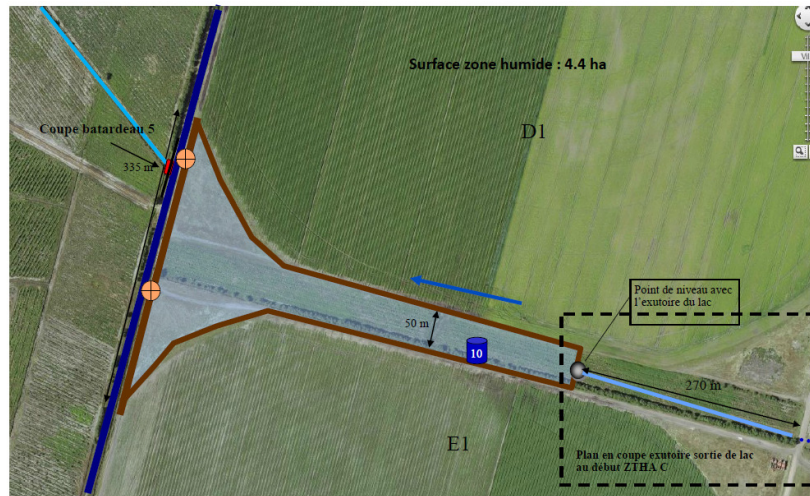 Surface zone humide : 4.4 ha
D1
Coupe batardeau 5
335 m
Point de niveau avec
l'exutoire du lac
50 m
10
270 m
E1
Plan en coupe exutoire sortie de lac
au début ZTHA C